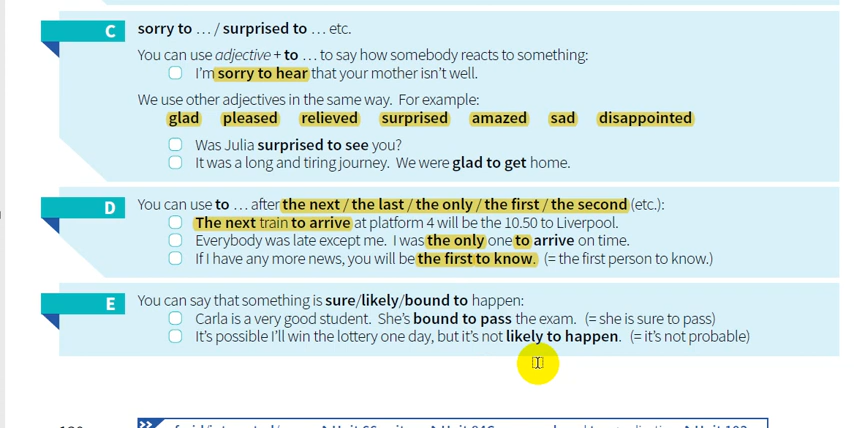 C sorry to … / surprised to … etc.
You can use adjective + to … to say how somebody reacts to something:
I'm sorry to hear that your mother isn't well.
We use other adjectives in the same way. For example:
glad pleased relieved surprised amazed sad disappointed
Was Julia surprised to see you?
It was a long and tiring journey. We were glad to get home.
D You can use to … after the next / the last / the only / the first / the second (etc.):
The next train to arrive at platform 4 will be the 10.50 to Liverpool.
Everybody was late except me. I was the only one to arrive on time.
If I have any more news, you will be the first to know. (= the first person to know.)
E You can say that something is sure/likely/bound to happen:
Carla is a very good student. She's bound to pass the exam. (= she is sure to pass)
It's possible I'll win the lottery one day, but it's not likely to happen. (= it's not probable)